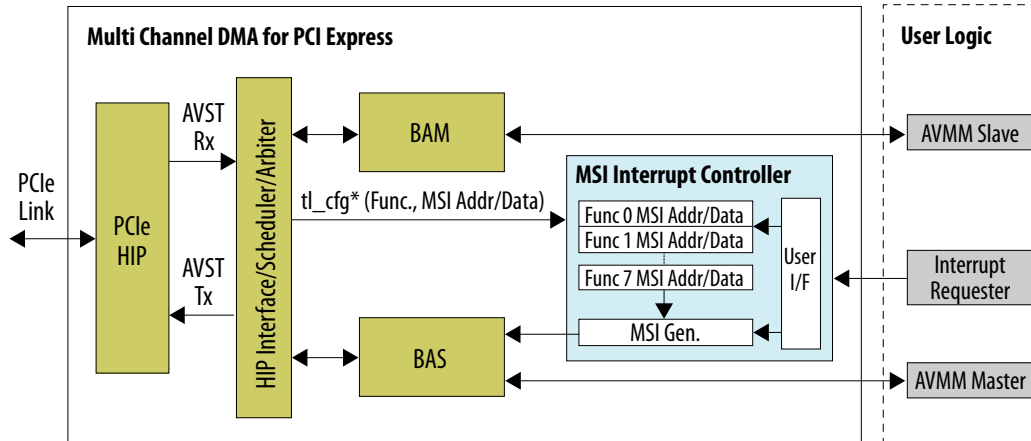 Multi Channel DMA for PCI Express
User Logic
AVST
Rx
BAM
AVMM Slave
PCIe
Link
PCIe
HIP
HIP Interface/Scheduler/Arbiter
tl_cfg* (Func., MSI Addr/Data)
MSI Interrupt Controller
Func 0 MSI Addr/Data
Func 1 MSI Addr/Data
Func 7 MSI Addr/Data
MSI Gen.
User
I/F
Interrupt
Requester
AVST
Tx
BAS
AVMM Master